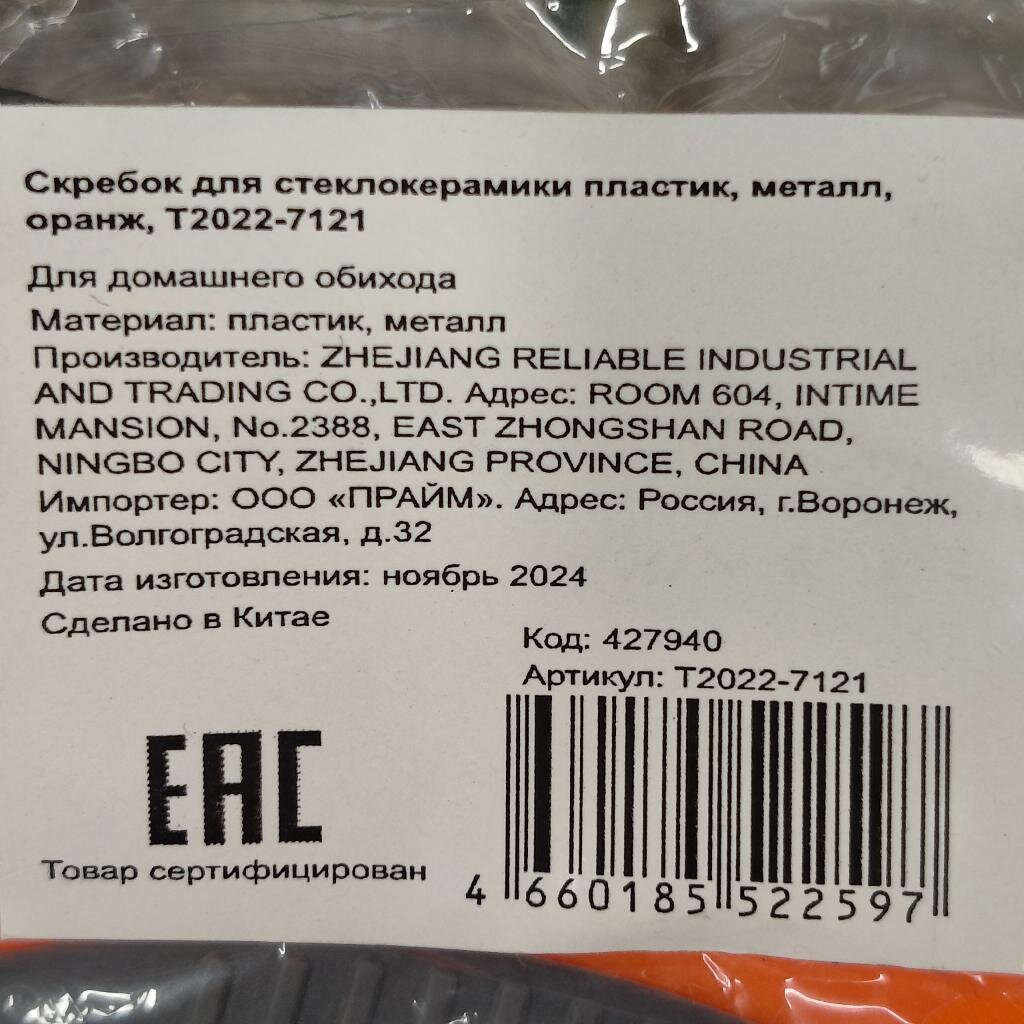 Скребок для стеклокерамики пластик, металл,
оранж, Т2022-7121
Для домашнего обихода
Материал: пластик, металл
Производитель: ZHEJIANG RELIABLE INDUSTRIAL
AND TRADING CO.,LTD. Адрес: ROOM 604, INTIME
MANSION, No.2388, EAST ZHONGSHAN ROAD,
NINGBO CITY, ZHEJIANG PROVINCE, CHINA
Импортер: ООО «ПРАЙМ». Адрес: Россия, г.Воронеж,
ул.Волгоградская, д.32
Дата изготовления: ноябрь 2024
Сделано в Китае
Код: 427940
Артикул: Т2022-7121
EAC
Товар сертифицирован
4 660185 522597